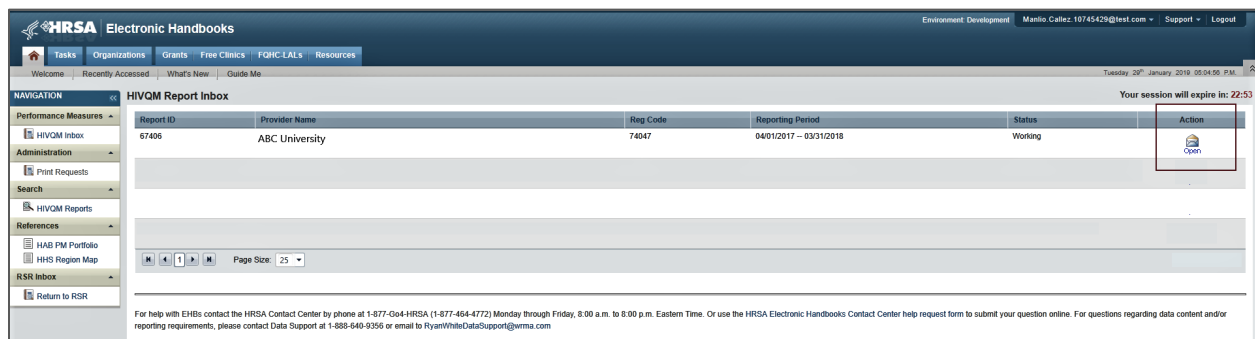 HRSA Electronic Handbooks
Environment: Development Manlio.Callez.10745429@test.com Support Logout
Tasks Organizations Grants Free Clinics FQHC-LALs Resources
Welcome Recently Accessed What's New Guide Me Tuesday 29th January 2019 05:04:56 P.M.
NAVIGATION
HIVQM Report Inbox
Your session will expire in: 22:53
Performance Measures
HIVQM Inbox
Administration
Print Requests
Search
HIVQM Reports
References
HAB PM Portfolio
HHS Region Map
RSR Inbox
Return to RSR
Report ID Provider Name Reg Code Reporting Period Status Action
67406 ABC University 74047 04/01/2017 -- 03/31/2018 Working Open
1 Page Size: 25
For help with EHBs contact the HRSA Contact Center by phone at 1-877-Go4-HRSA (1-877-464-4772) Monday through Friday, 8:00 a.m. to 8:00 p.m. Eastern Time. Or use the HRSA Electronic Handbooks Contact Center help request form to submit your question online. For questions regarding data content and/or
reporting requirements, please contact Data Support at 1-888-640-9356 or email to RyanWhiteDataSupport@wrma.com